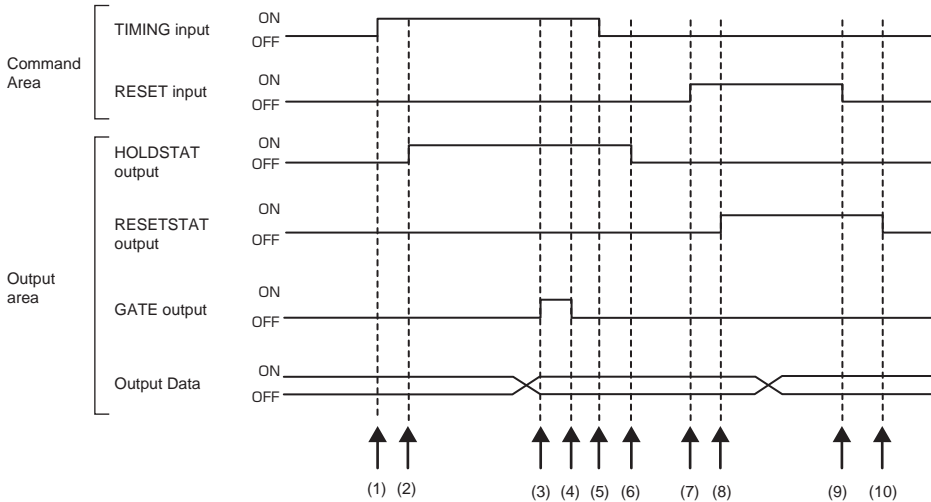 Command
Area
TIMING input
ON
OFF
RESET input
ON
OFF
Output
area
HOLDSTAT
output
ON
OFF
RESETSTAT
output
ON
OFF
GATE output
ON
OFF
Output Data
ON
OFF
(1) (2) (3) (4) (5) (6) (7) (8) (9) (10)